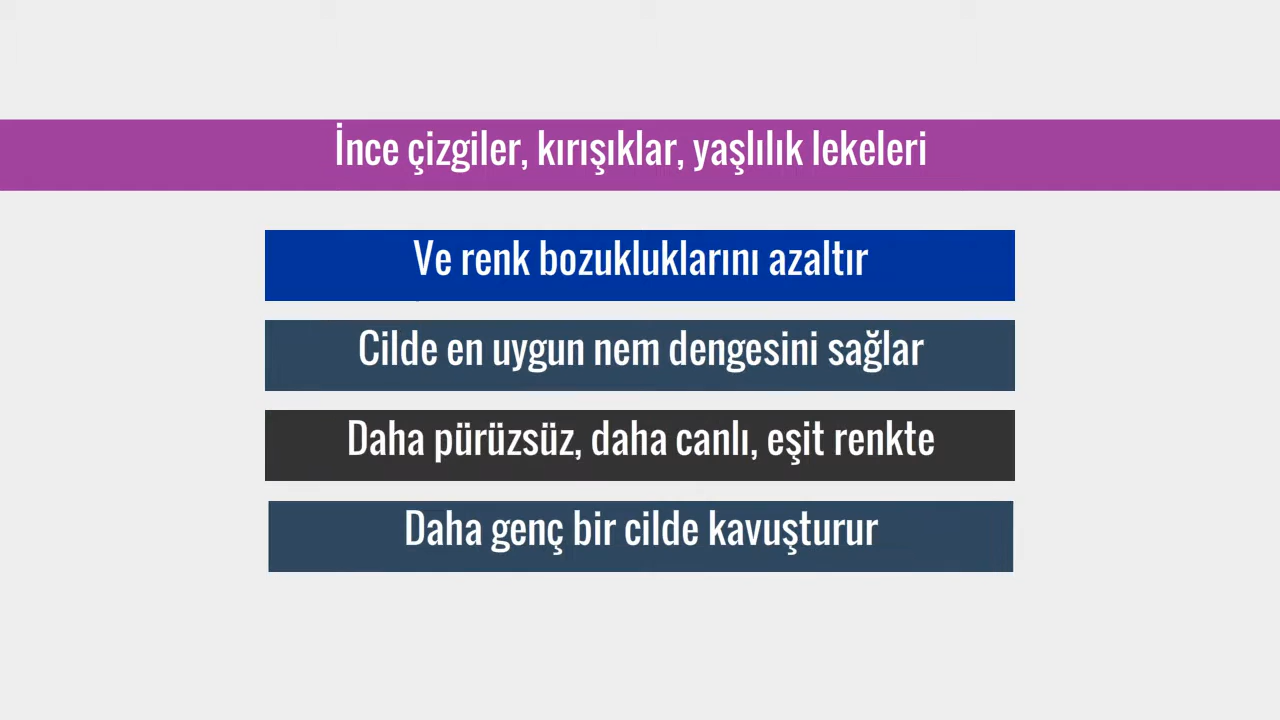 İnce çizgiler, kırışıklar, yaşlılık lekeleri
Ve renk bozukluklarını azaltır
Cilde en uygun nem dengesini sağlar
Daha pürüzsüz, daha canlı, eşit renkte
Daha genç bir cilde kavuşturur